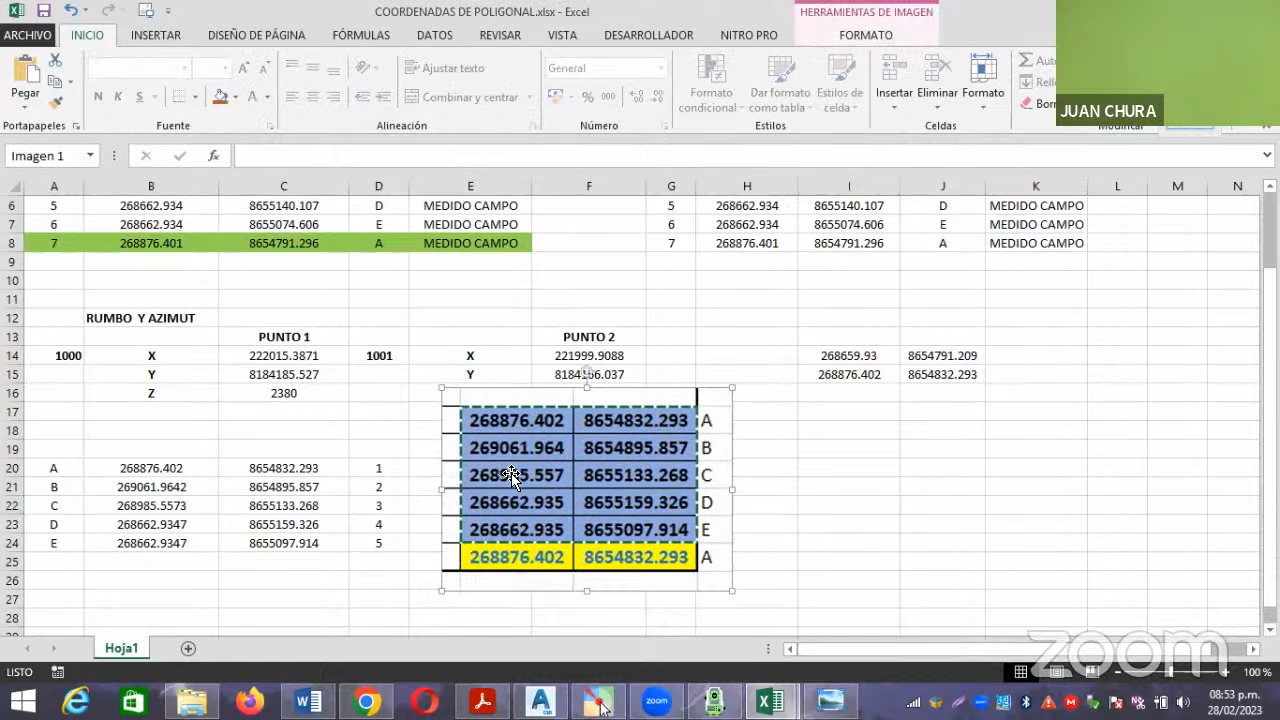 COORDENADAS DE POLIGONAL.xlsx - Excel
HERRAMIENTAS DE IMAGEN
ARCHIVO INICIO INSERTAR DISEÑO DE PÁGINA FÓRMULAS DATOS REVISAR VISTA DESARROLLADOR NITRO PRO FORMATO
JUAN CHURA
Pegar
N K S
Ajustar texto
Combinar y centrar
General
% 000
Formato condicional
Dar formato como tabla
Estilos de celda
Insertar Eliminar Formato
Portapapeles Fuente Alineación Número Estilos Celdas
Imagen 1
A B C D E F G H I J K L M N
6 5 268662.934 8655140.107 D MEDIDO CAMPO 5 268662.934 8655140.107 D MEDIDO CAMPO
7 6 268662.934 8655074.606 E MEDIDO CAMPO 6 268662.934 8655074.606 E MEDIDO CAMPO
8 7 268876.401 8654791.296 A MEDIDO CAMPO 7 268876.401 8654791.296 A MEDIDO CAMPO
9
10
11
12 RUMBO Y AZIMUT
13 PUNTO 1 PUNTO 2
14 1000 X 222015.3871 1001 X 221999.9088 268659.93 8654791.209
15 Y 8184185.527 Y 268876.402 8654832.293
16 Z 2380
17 268876.402 8654832.293 A
18 269061.964 8654895.857 B
19 8655133.268 C
20 A 268876.402 8654832.293 1
21 B 269061.9642 8654895.857 2 268662.935 8655159.326 D
22 C 268985.5573 8655133.268 3
23 D 268662.9347 8655159.326 4 268662.935 8655097.914 E
24 E 268662.9347 8655097.914 5
25 268876.402 8654832.293 A
26
27
28
Hoja1
zoom
LISTO
100 %
08:53 p.m.
28/02/2023